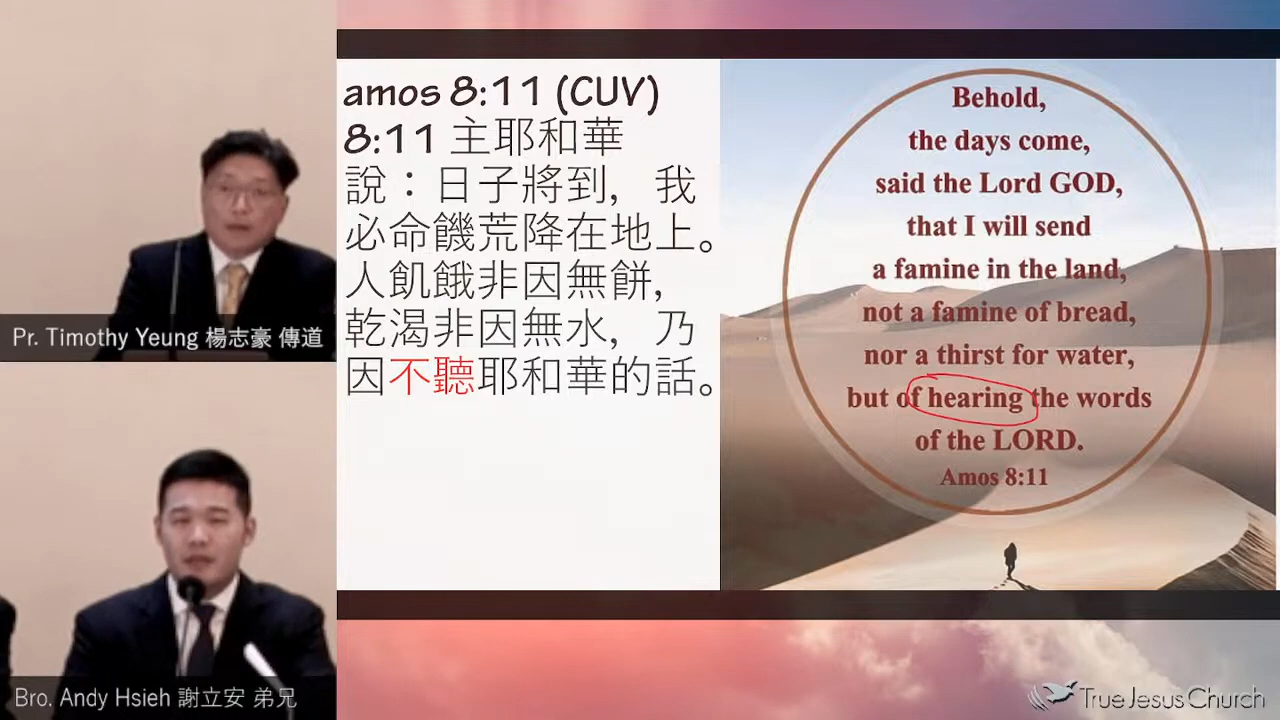 amos 8:11 (CUV)
8:11 主耶和華
說：日子將到，我
必命饑荒降在地上。
人飢餓非因無餅，
乾渴非因無水，乃
因不聽耶和華的話。
Behold,
the days come,
said the Lord GOD,
that I will send
a famine in the land,
not a famine of bread,
nor a thirst for water,
but of hearing the words
of the LORD.
Amos 8:11
Pr. Timothy Yeung 楊志豪 傳道
Bro. Andy Hsieh 謝立安 弟兄
True Jesus Church